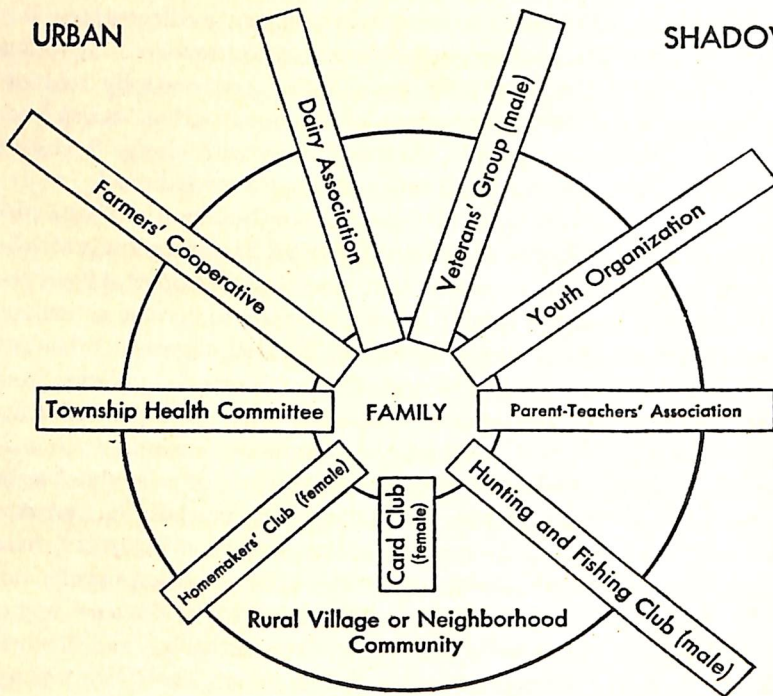 URBAN
SHADOV
Dairy Association
Veterans' Group (male)
Farmers' Cooperative
Youth Organization
Township Health Committee
FAMILY
Parent-Teachers' Association
Homemakers' Club (female)
Card Club
(female)
Hunting and Fishing Club (male)
Rural Village or Neighborhood
Community